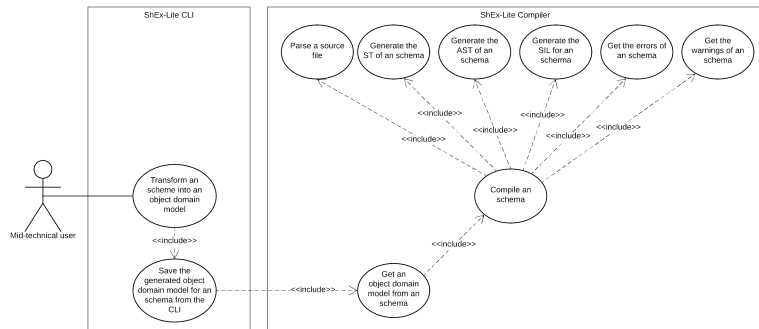 ShEx-Lite CLI
ShEx-Lite Compiler
Parse a source
file
Generate the
ST of an schema
Generate the
AST of an
schema
Generate the
SIL for an
schema
Get the errors of
an schema
Get the
warnings of an
schema
<<include>>
<<include>>
<<include>>
<<include>>
<<include>>
<<include>>
Mid-technical user
Transform an
scheme into an
object domain
model
Compile an
schema
<<include>>
<<include>>
Save the
generated object
domain model for an
schema from the
CLI
<<include>>
Get an
object domain
model from an
schema